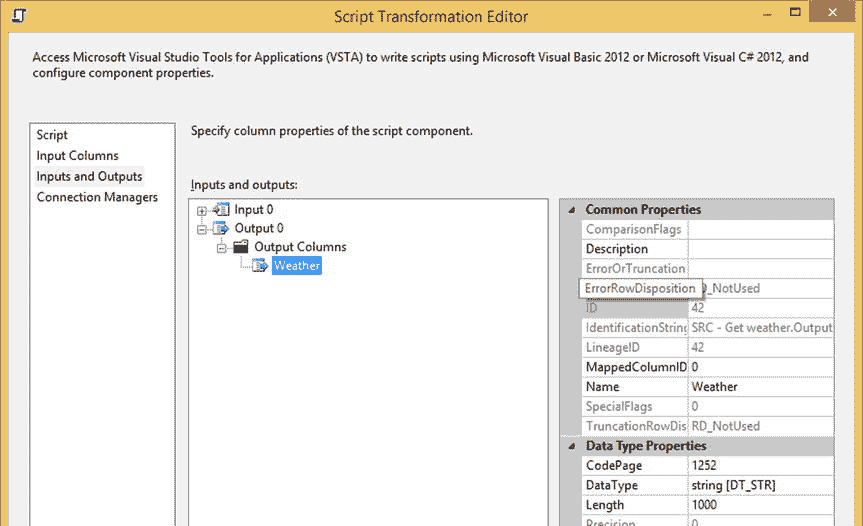 Script Transformation Editor
Access Microsoft Visual Studio Tools for Applications (VSTA) to write scripts using Microsoft Visual Basic 2012 or Microsoft Visual C# 2012, and
configure component properties.
Script
Input Columns
Inputs and Outputs
Connection Managers
Specify column properties of the script component.
Inputs and outputs:
Input 0
Output 0
Output Columns
Weather
Common Properties
ComparisonFlags
Description
ErrorOrTruncation
ErrorRowDisposition D_NotUsed
ID 42
IdentificationString SRC - Get weather.Output
LineageID 42
MappedColumnID 0
Name Weather
SpecialFlags 0
TruncationRowDis RD_NotUsed
Data Type Properties
CodePage 1252
DataType string [DT_STR]
Length 1000
Precision 0